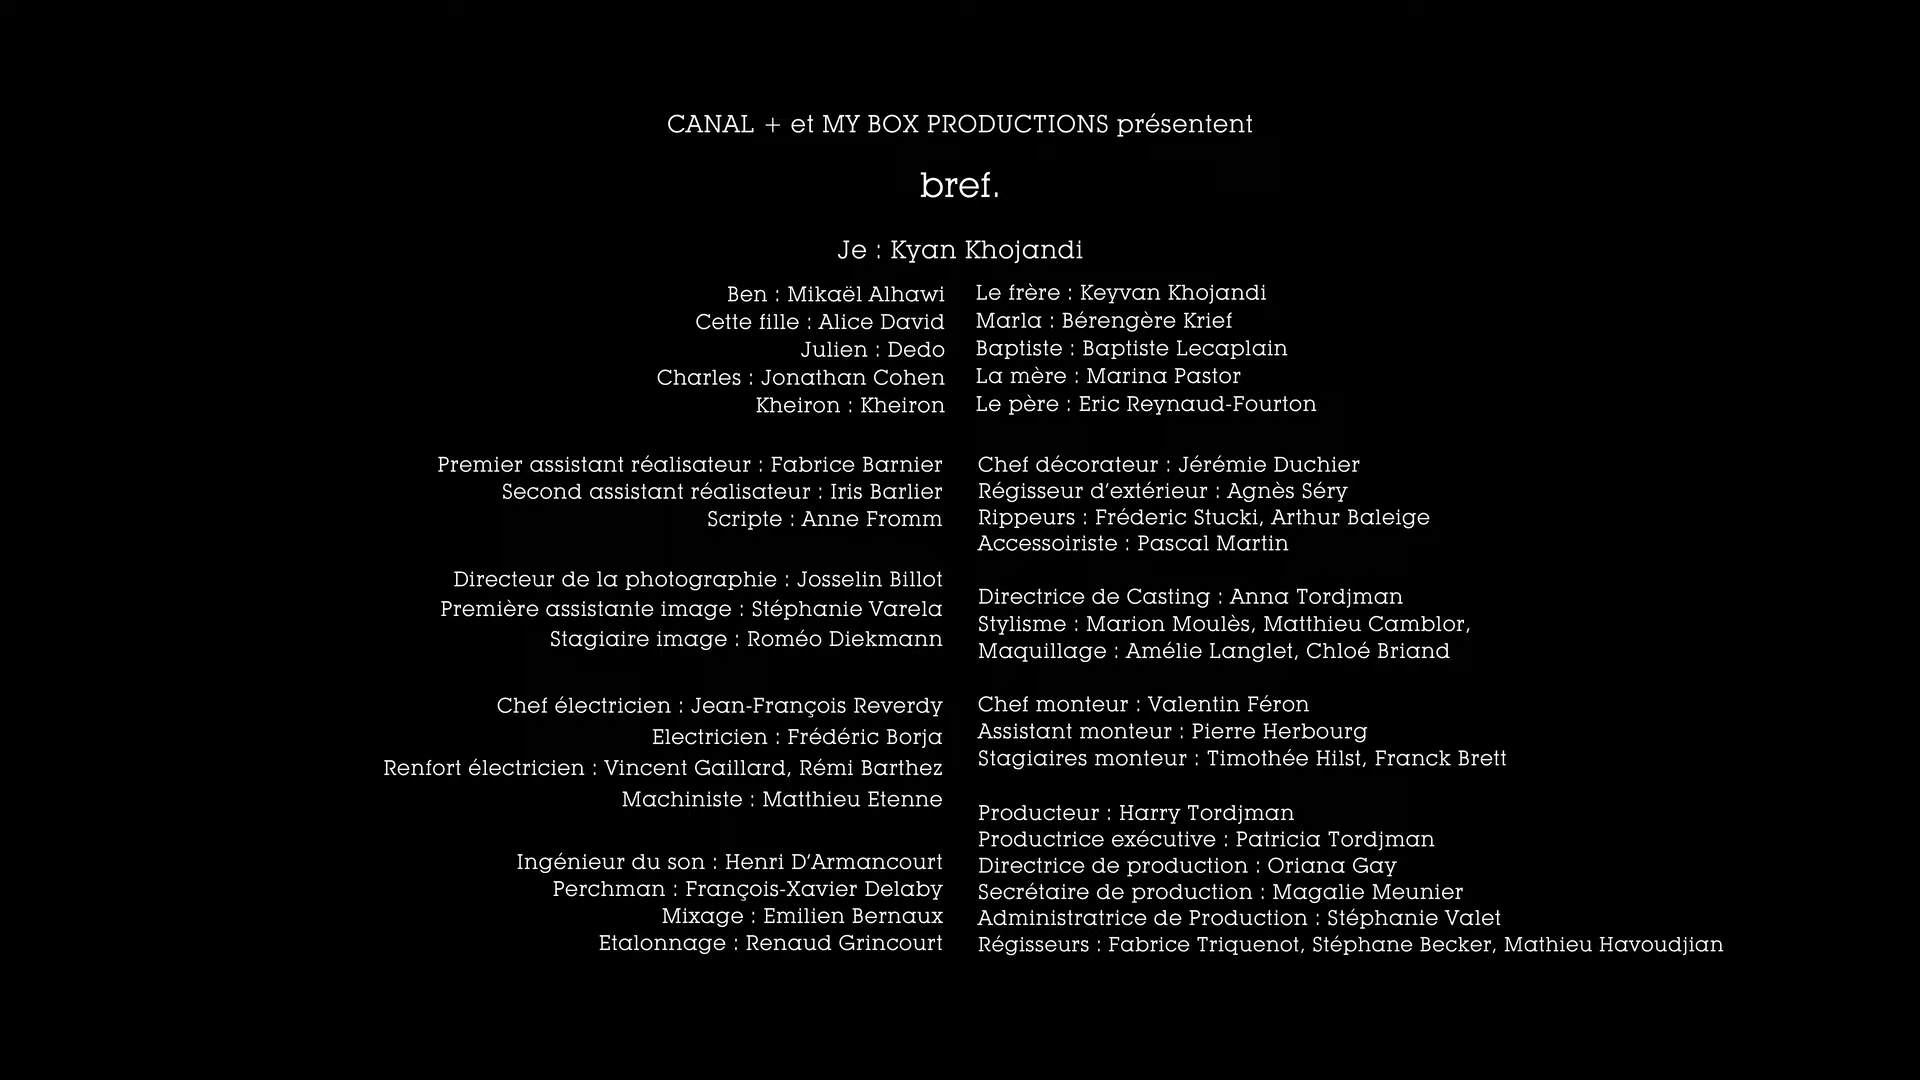 CANAL + et MY BOX PRODUCTIONS présentent
bref.
Je : Kyan Khojandi
Ben : Mikaël Alhawi
Cette fille : Alice David
Julien : Dedo
Charles : Jonathan Cohen
Kheiron : Kheiron
Le frère : Keyvan Khojandi
Marla : Bérengère Krief
Baptiste : Baptiste Lecaplain
La mère : Marina Pastor
Le père : Eric Reynaud-Fourton
Premier assistant réalisateur : Fabrice Barnier
Second assistant réalisateur : Iris Barlier
Scripte : Anne Fromm
Directeur de la photographie : Josselin Billot
Première assistante image : Stéphanie Varela
Stagiaire image : Roméo Diekmann
Chef électricien : Jean-François Reverdy
Electricien : Frédéric Borja
Renfort électricien : Vincent Gaillard, Rémi Barthez
Machiniste : Matthieu Etenne
Ingénieur du son : Henri D’Armancourt
Perchman : François-Xavier Delaby
Mixage : Emilien Bernaux
Etalonnage : Renaud Grincourt
Chef décorateur : Jérémie Duchier
Régisseur d’extérieur : Agnès Séry
Rippeurs : Fréderic Stucki, Arthur Baleige
Accessoiriste : Pascal Martin
Directrice de Casting : Anna Tordjman
Stylisme : Marion Moulès, Matthieu Camblor,
Maquillage : Amélie Langlet, Chloé Briand
Chef monteur : Valentin Féron
Assistant monteur : Pierre Herbourg
Stagiaires monteur : Timothée Hilst, Franck Brett
Producteur : Harry Tordjman
Productrice exécutive : Patricia Tordjman
Directrice de production : Oriana Gay
Secrétaire de production : Magalie Meunier
Administratrice de Production : Stéphanie Valet
Régisseurs : Fabrice Triquenot, Stéphane Becker, Mathieu Havoudjian